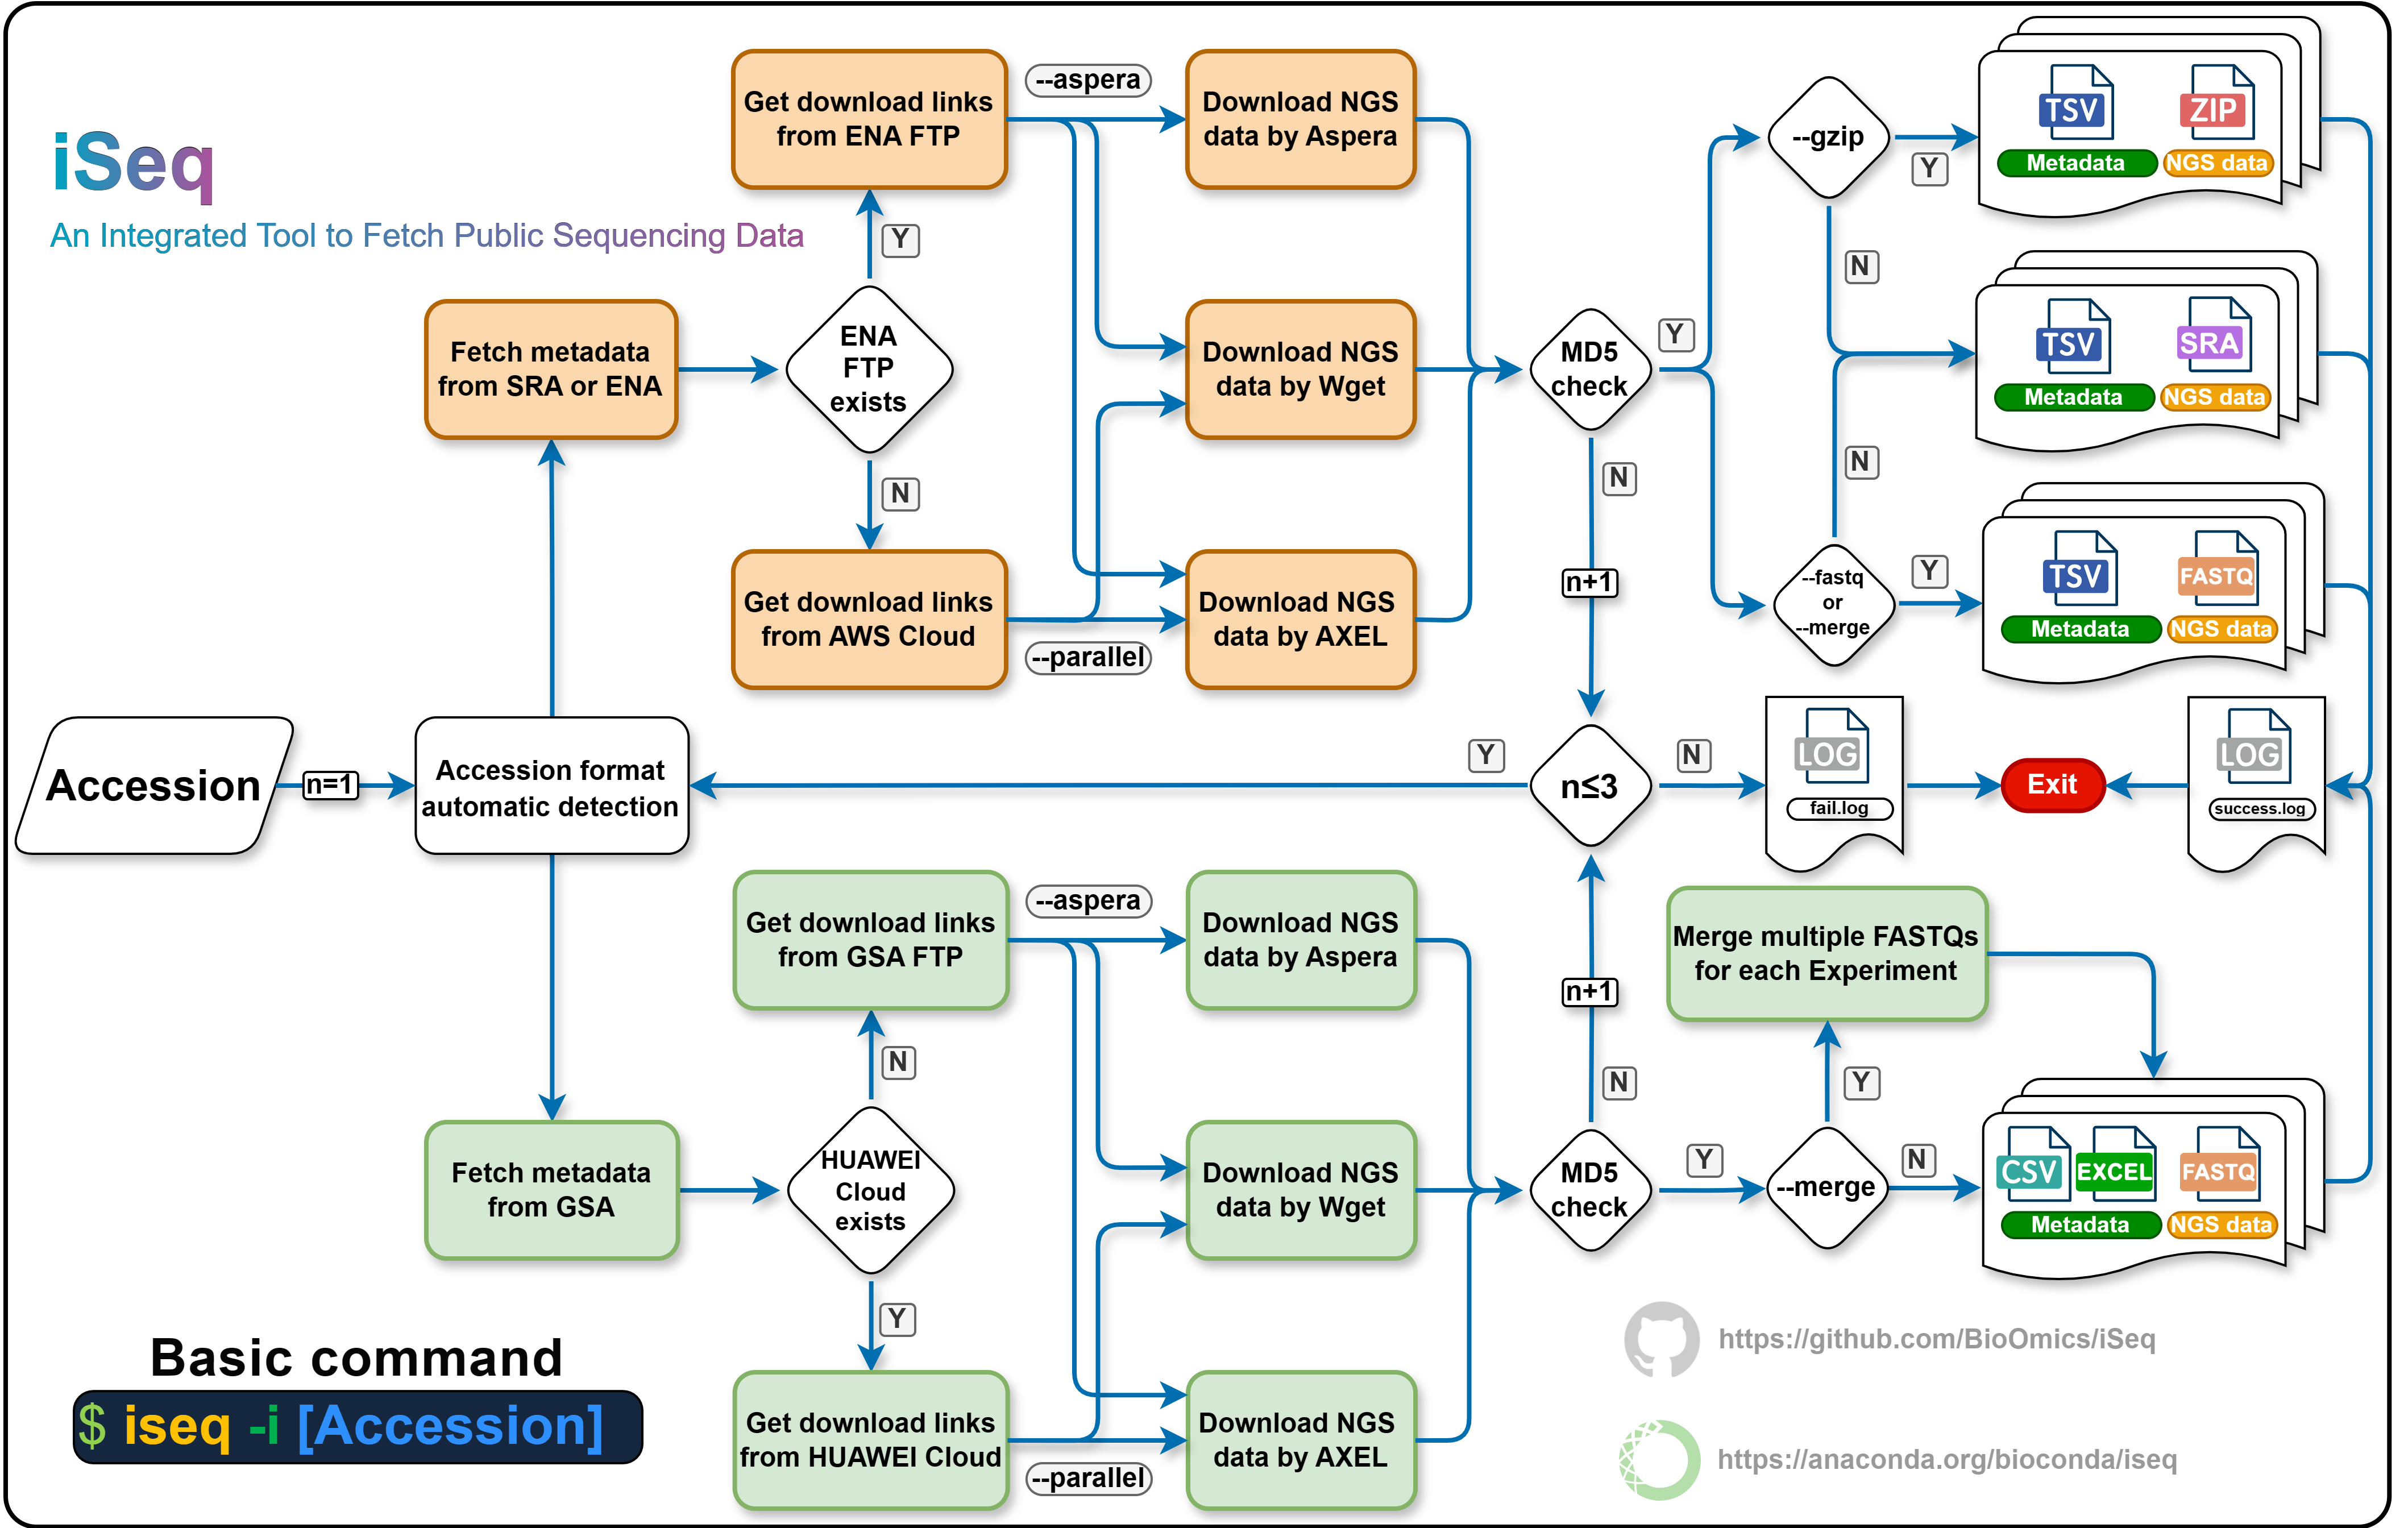 iSeq
An Integrated Tool to Fetch Public Sequencing Data
Get download links
from ENA FTP
--aspera
Download NGS
data by Aspera
--gzip
Y
TSV
ZIP
Metadata
NGS data
Y
N
Fetch metadata
from SRA or ENA
ENA
FTP
exists
Download NGS
data by Wget
MD5
check
Y
TSV
SRA
Metadata
NGS data
N
N
N
Get download links
from AWS Cloud
--parallel
Download NGS
data by AXEL
n+1
--fastq
or
--merge
Y
TSV
FASTQ
Metadata
NGS data
Accession
n=1
Accession format
automatic detection
Y
n≤3
N
LOG
fail.log
Exit
LOG
success.log
Get download links
from GSA FTP
--aspera
Download NGS
data by Aspera
n+1
Merge multiple FASTQs
for each Experiment
N
N
Y
Fetch metadata
from GSA
HUAWEI
Cloud
exists
Download NGS
data by Wget
MD5
check
Y
--merge
N
CSV
EXCEL
FASTQ
Metadata
NGS data
Y
Get download links
from HUAWEI Cloud
--parallel
Download NGS
data by AXEL
Basic command
$ iseq -i [Accession]
https://github.com/BioOmics/iSeq
https://anaconda.org/bioconda/iseq